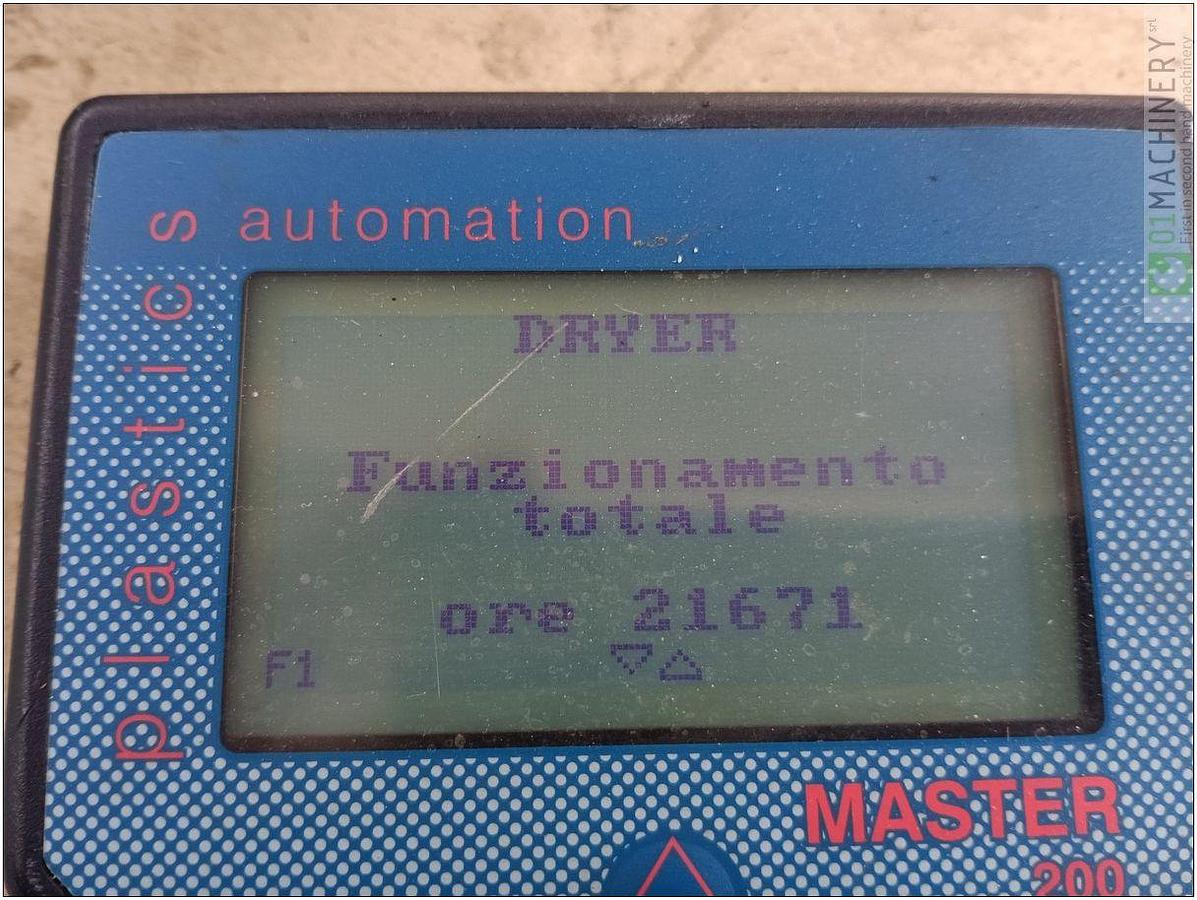 plastics automation
DRYER
Funzionamento
totale
ore 21671
F1
MASTER
200
01MACHINERY srl
First in second hand machinery